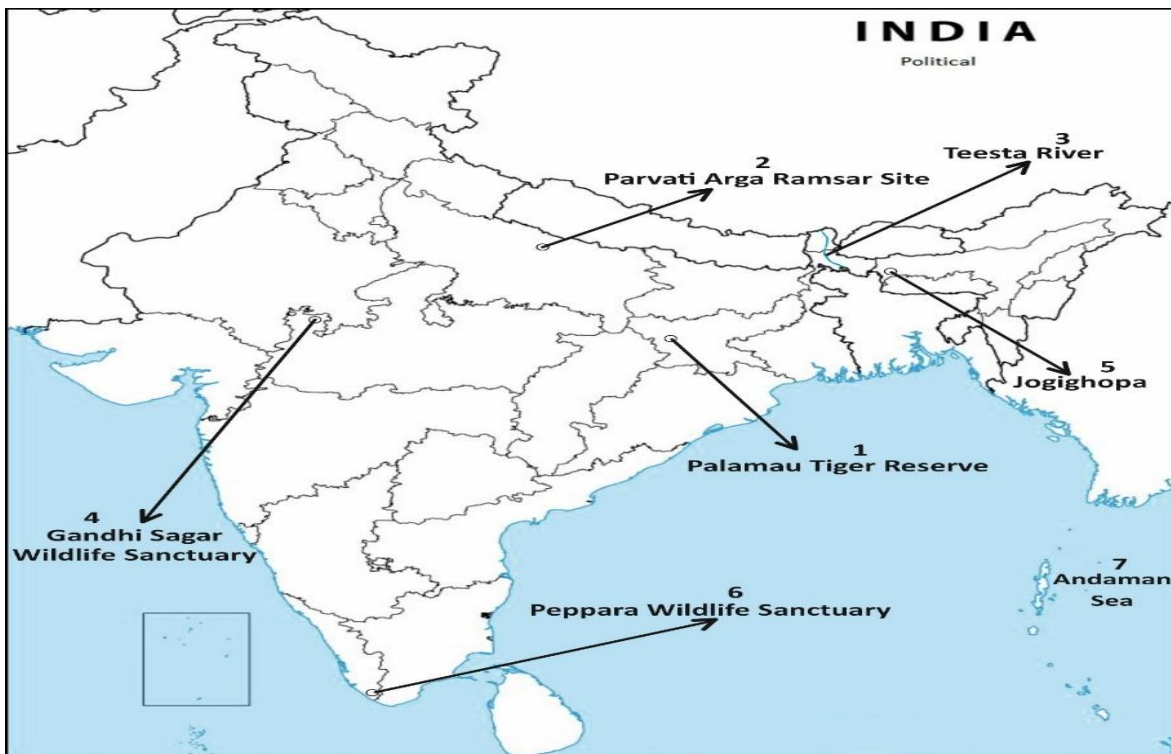 INDIA
Political
3
Teesta River
2
Parvati Arga Ramsar Site
5
Jogighopa
1
Palamau Tiger Reserve
4
Gandhi Sagar
Wildlife Sanctuary
7
Andaman
Sea
6
Peppara Wildlife Sanctuary